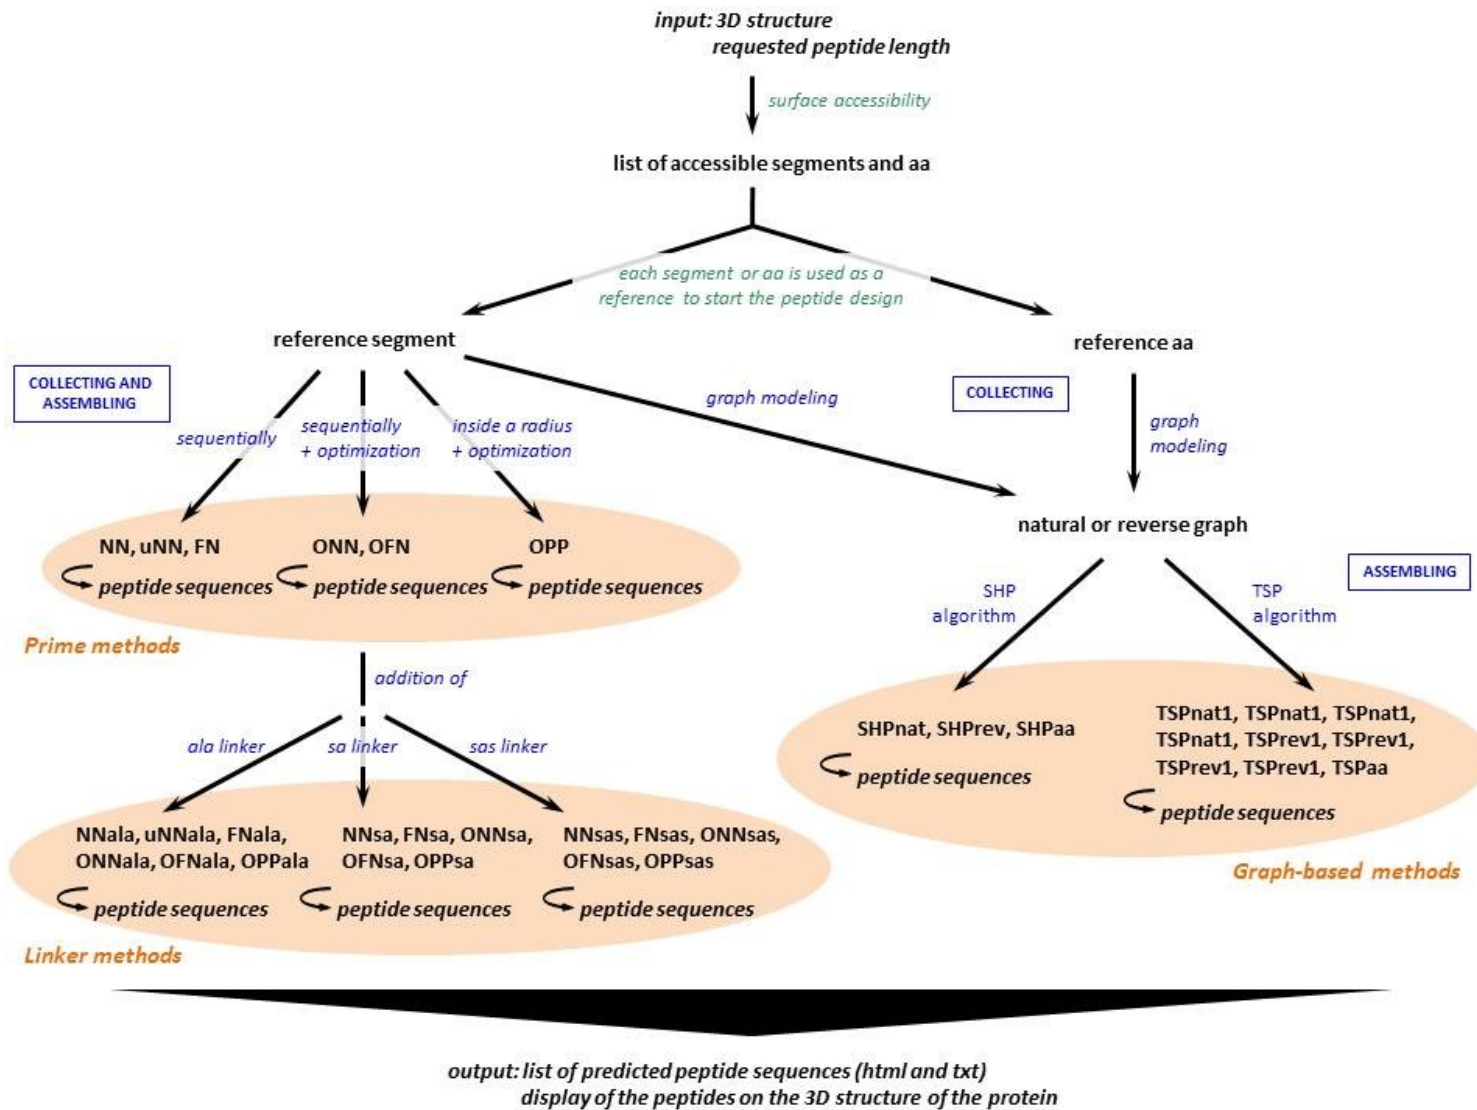 input: 3D structure
requested peptide length
surface accessibility
list of accessible segments and aa
each segment or aa is used as a
reference to start the peptide design
reference segment
reference aa
COLLECTING AND
ASSEMBLING
COLLECTING
graph modeling
sequentially
sequentially
+ optimization
inside a radius
+ optimization
graph
modeling
natural or reverse graph
NN, uNN, FN
peptide sequences
ONN, OFN
peptide sequences
OPP
peptide sequences
Prime methods
ASSEMBLING
SHP
algorithm
TSP
algorithm
addition of
ala linker
sa linker
sas linker
SHPnat, SHPrev, SHPaa
peptide sequences
TSPnat1, TSPnat1, TSPnat1,
TSPnat1, TSPrev1, TSPrev1,
TSPrev1, TSPrev1, TSPaa
peptide sequences
Graph-based methods
NNala, uNNala, FNala,
ONNala, OFNala, OPPala
peptide sequences
NNsa, FNsa, ONNsa,
OFNsa, OPPsa
peptide sequences
NNsas, FNsas, ONNsas,
OFNsas, OPPsas
peptide sequences
Linker methods
output: list of predicted peptide sequences (html and txt)
display of the peptides on the 3D structure of the protein